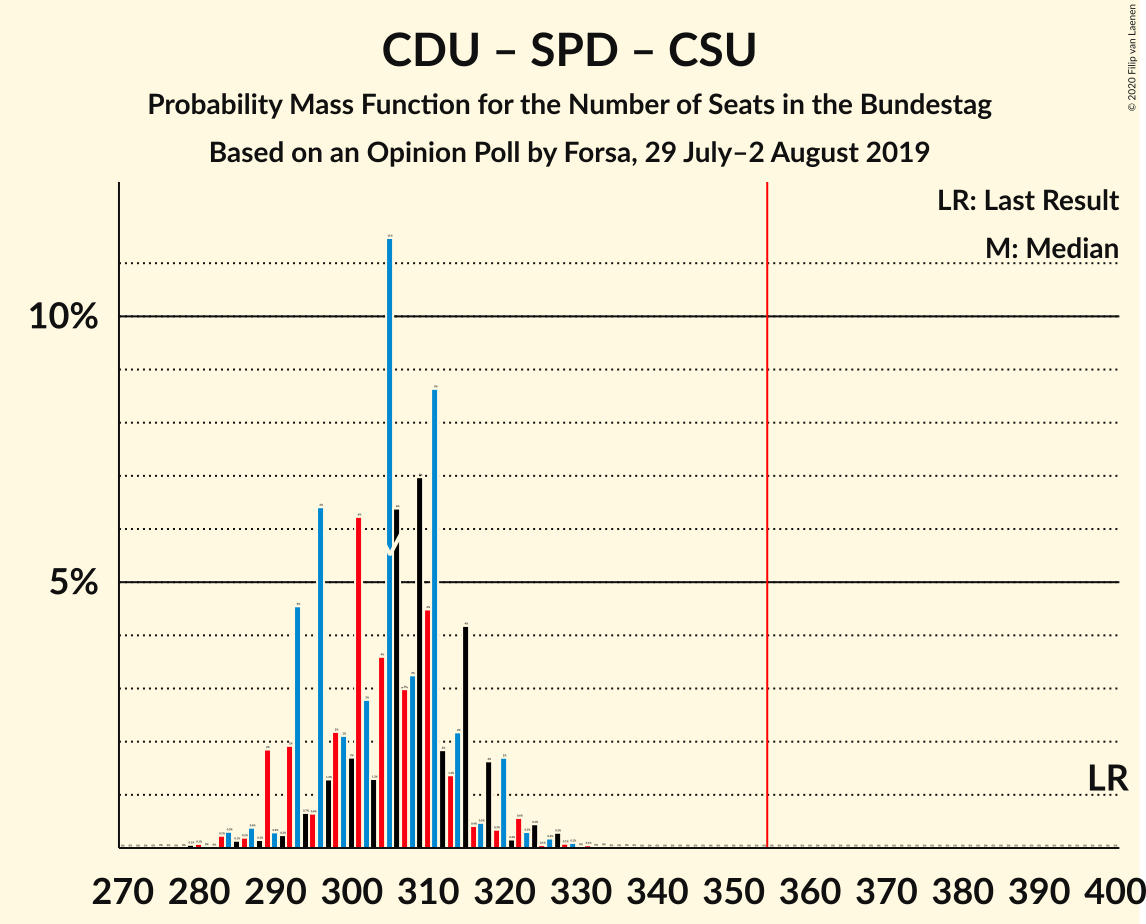 CDU – SPD – CSU
Probability Mass Function for the Number of Seats in the Bundestag
Based on an Opinion Poll by Forsa, 29 July–2 August 2019
© 2020 Filip van Laenen
LR: Last Result
M: Median
10%
5%
LR
270 280 290 300 310 320 330 340 350 360 370 380 390 400